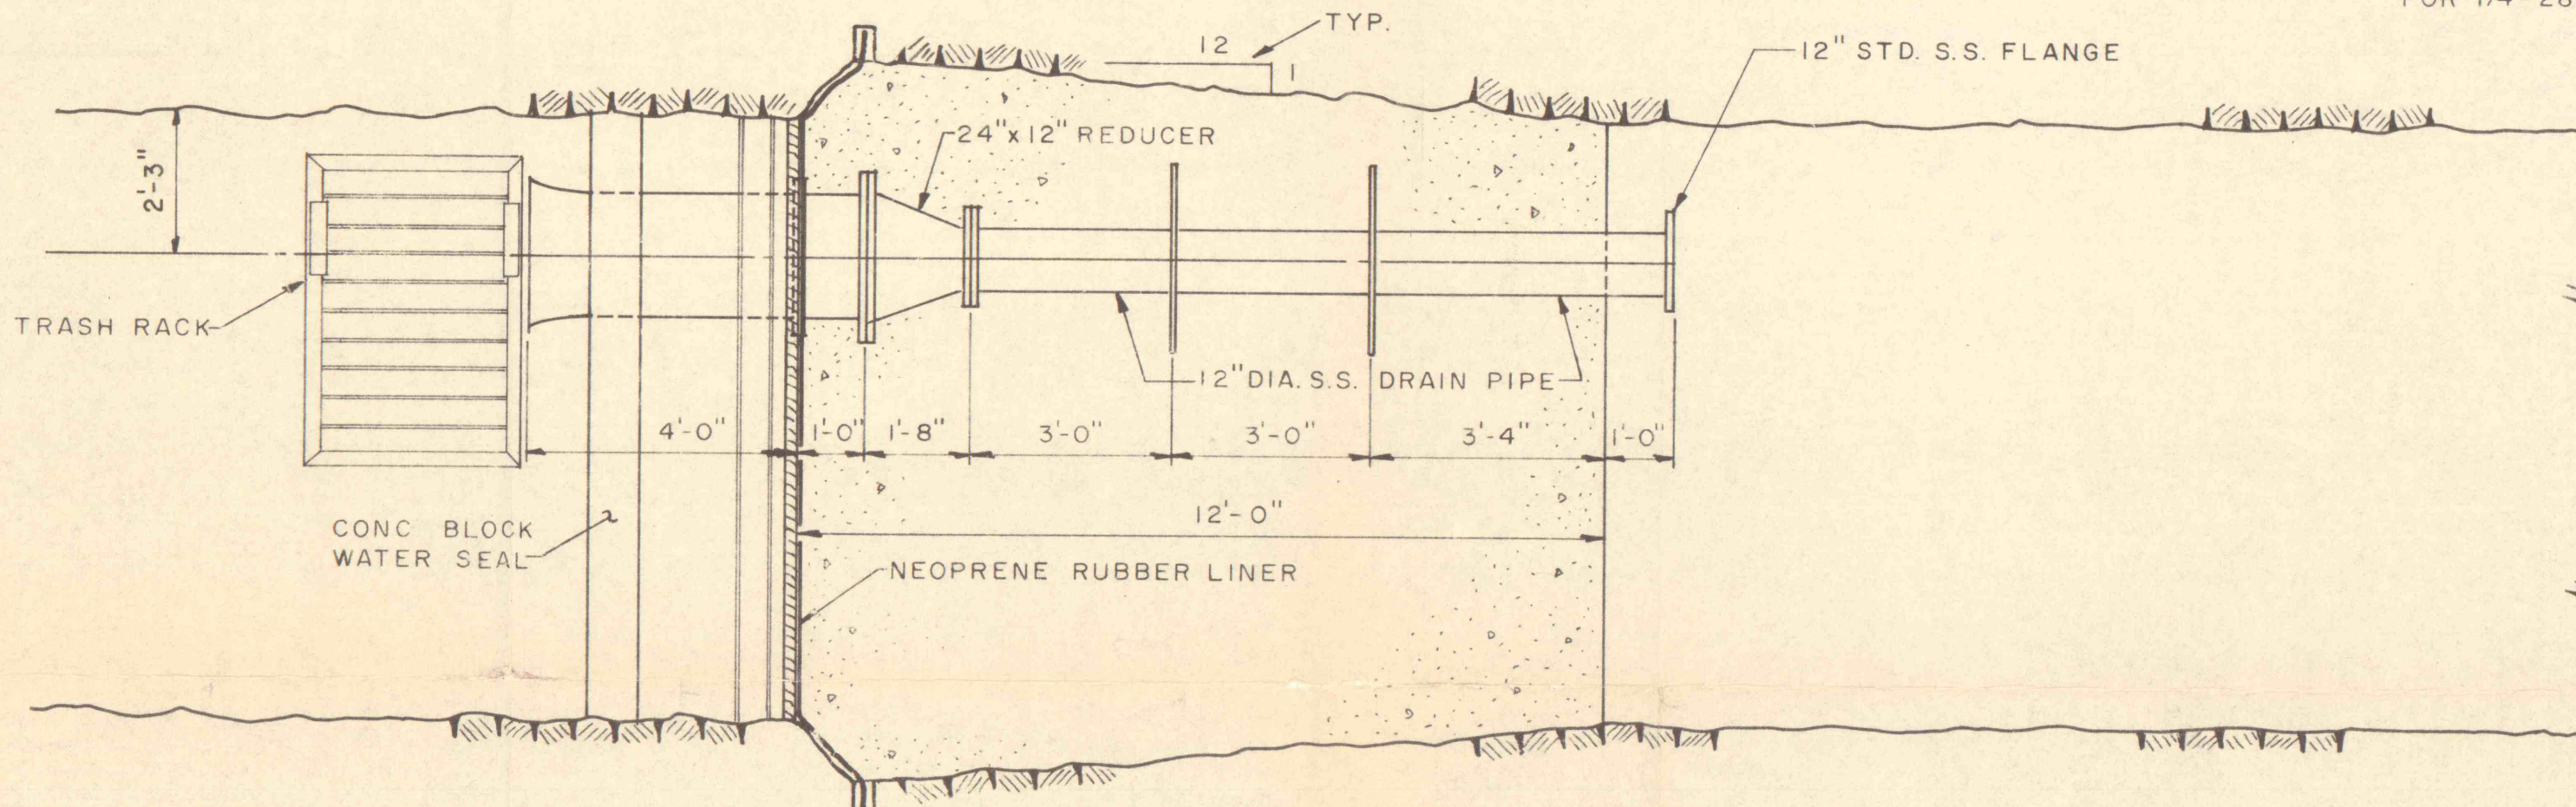 TYP.
12
1
12" STD. S.S. FLANGE
24"x12" REDUCER
2'-3"
TRASH RACK
12" DIA. S.S. DRAIN PIPE
4'-0"
1'-0"
1'-8"
3'-0"
3'-0"
3'-4"
1'-0"
12'-0"
CONC BLOCK
WATER SEAL
NEOPRENE RUBBER LINER